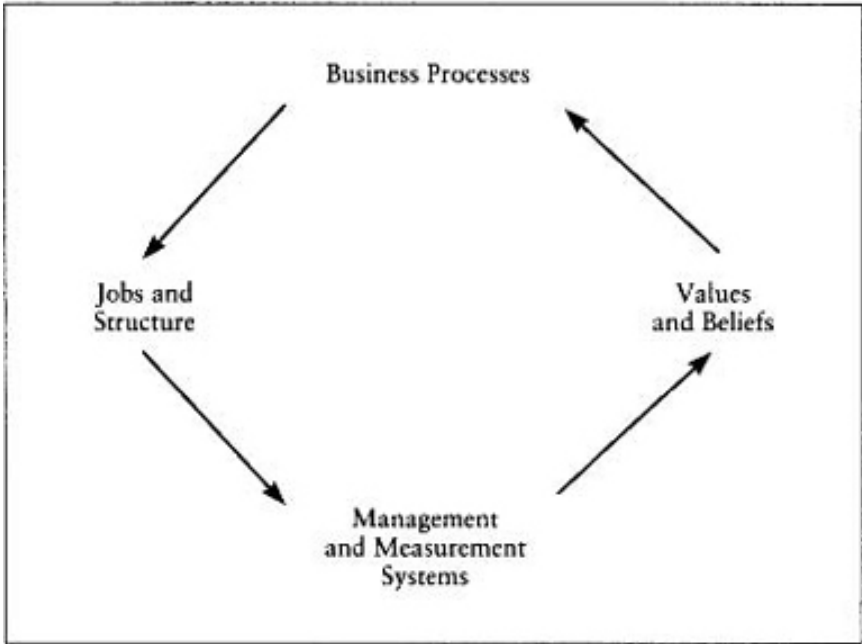 Business Processes
Jobs and
Structure
Values
and Beliefs
Management
and Measurement
Systems